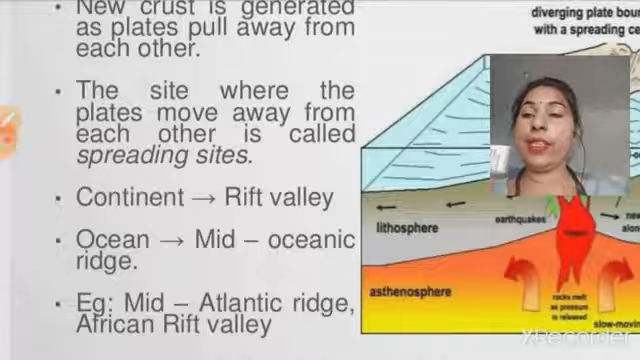 • New crust is generated
as plates pull away from
each other.
• The site where the
plates move away from
each other is called
spreading sites.
• Continent → Rift valley
• Ocean → Mid – oceanic
ridge.
• Eg: Mid – Atlantic ridge,
African Rift valley
diverging plate bou
with a spreading ce
earthquakes
new
alon
lithosphere
asthenosphere
rocks melt
as pressure
is released
slow-movin
XRecorder